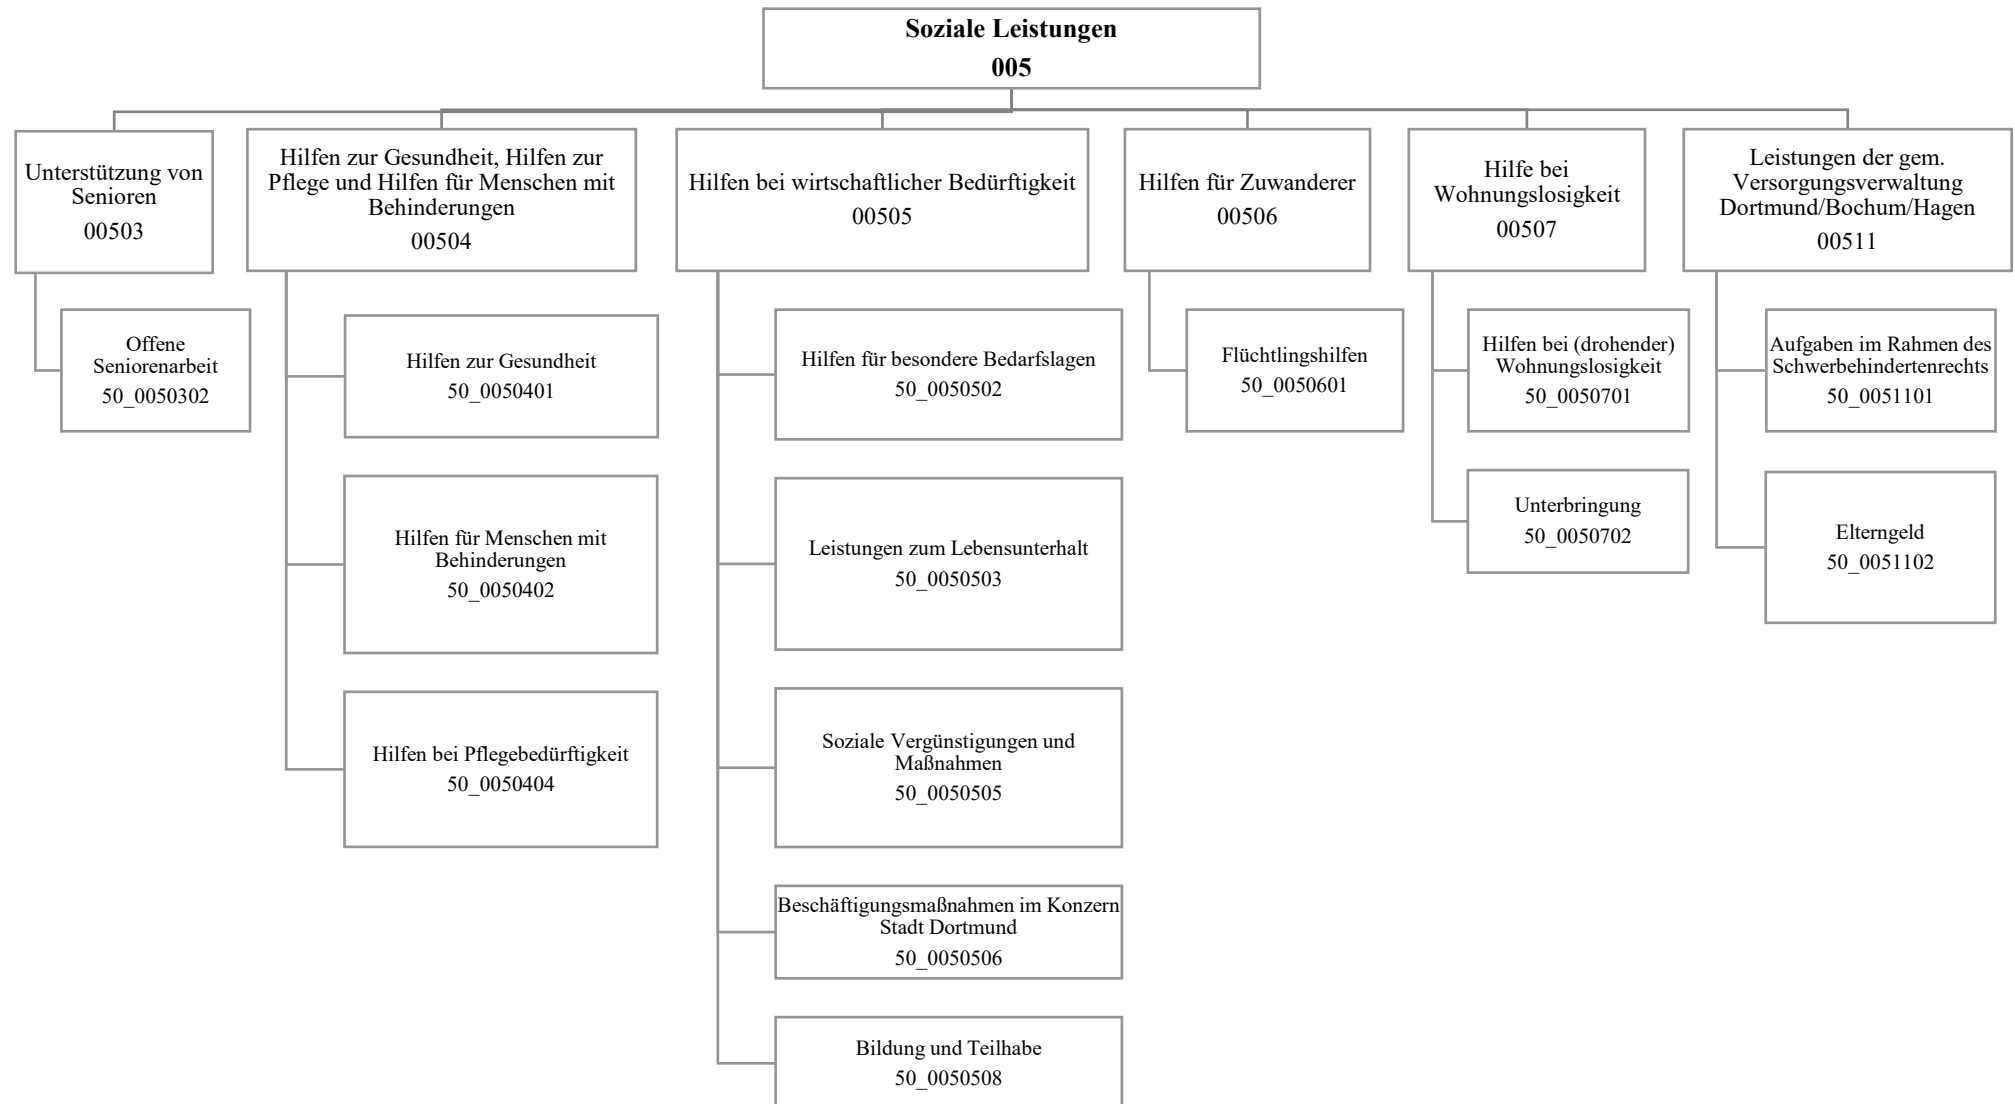 Soziale Leistungen
005
Unterstützung von
Senioren
00503
Offene
Seniorenarbeit
50_0050302
Hilfen zur Gesundheit, Hilfen zur
Pflege und Hilfen für Menschen mit
Behinderungen
00504
Hilfen zur Gesundheit
50_0050401
Hilfen für Menschen mit
Behinderungen
50_0050402
Hilfen bei Pflegebedürftigkeit
50_0050404
Hilfen bei wirtschaftlicher Bedürftigkeit
00505
Hilfen für besondere Bedarfslagen
50_0050502
Leistungen zum Lebensunterhalt
50_0050503
Soziale Vergünstigungen und
Maßnahmen
50_0050505
Beschäftigungsmaßnahmen im Konzern
Stadt Dortmund
50_0050506
Bildung und Teilhabe
50_0050508
Hilfen für Zuwanderer
00506
Flüchtlingshilfen
50_0050601
Hilfe bei
Wohnungslosigkeit
00507
Hilfen bei (drohender)
Wohnungslosigkeit
50_0050701
Unterbringung
50_0050702
Leistungen der gem.
Versorgungsverwaltung
Dortmund/Bochum/Hagen
00511
Aufgaben im Rahmen des
Schwerbehindertenrechts
50_0051101
Elterngeld
50_0051102